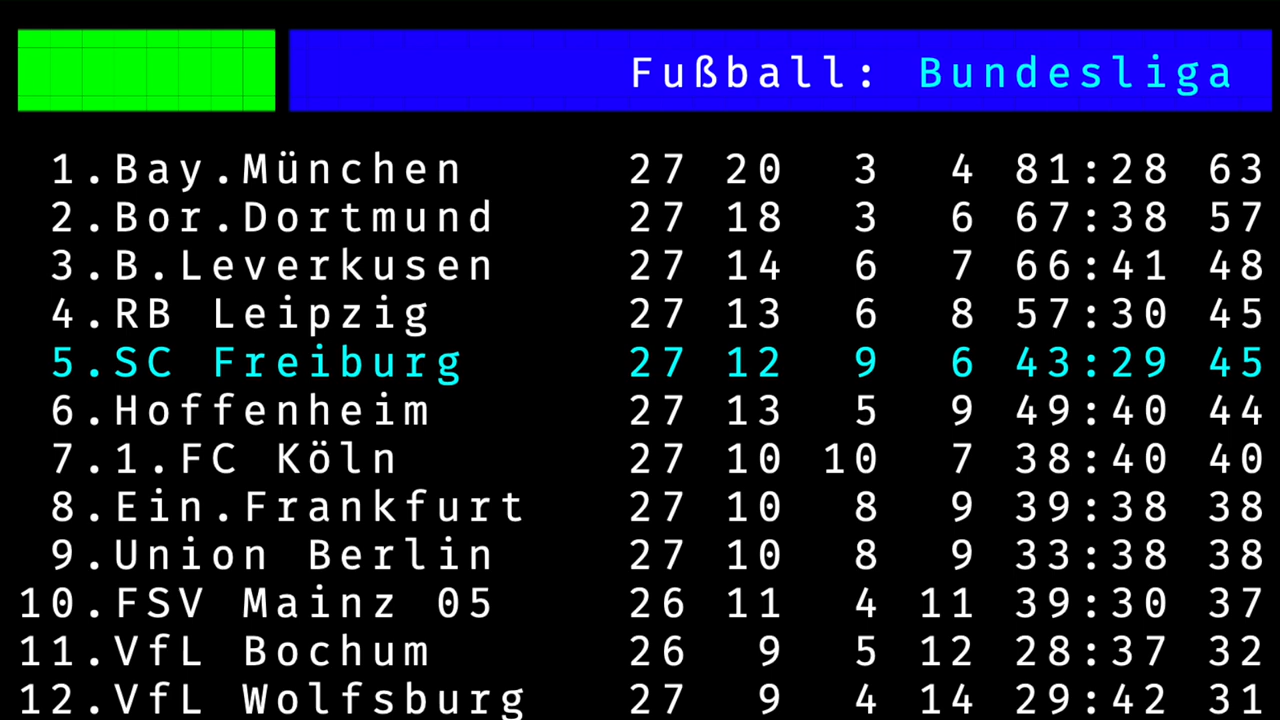 Fußball: Bundesliga
1.Bay.München 27 20 3 4 81:28 63
2.Bor.Dortmund 27 18 3 6 67:38 57
3.B.Leverkusen 27 14 6 7 66:41 48
4.RB Leipzig 27 13 6 8 57:30 45
5.SC Freiburg 27 12 9 6 43:29 45
6.Hoffenheim 27 13 5 9 49:40 44
7.1.FC Köln 27 10 10 7 38:40 40
8.Ein.Frankfurt 27 10 8 9 39:38 38
9.Union Berlin 27 10 8 9 33:38 38
10.FSV Mainz 05 26 11 4 11 39:30 37
11.VfL Bochum 26 9 5 12 28:37 32
12.VfL Wolfsburg 27 9 4 14 29:42 31